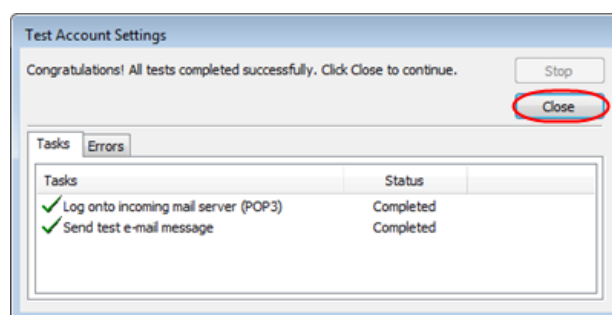 Test Account Settings
Congratulations! All tests completed successfully. Click Close to continue.
Stop
Close
Tasks Errors
Tasks Status
Log onto incoming mail server (POP3) Completed
Send test e-mail message Completed